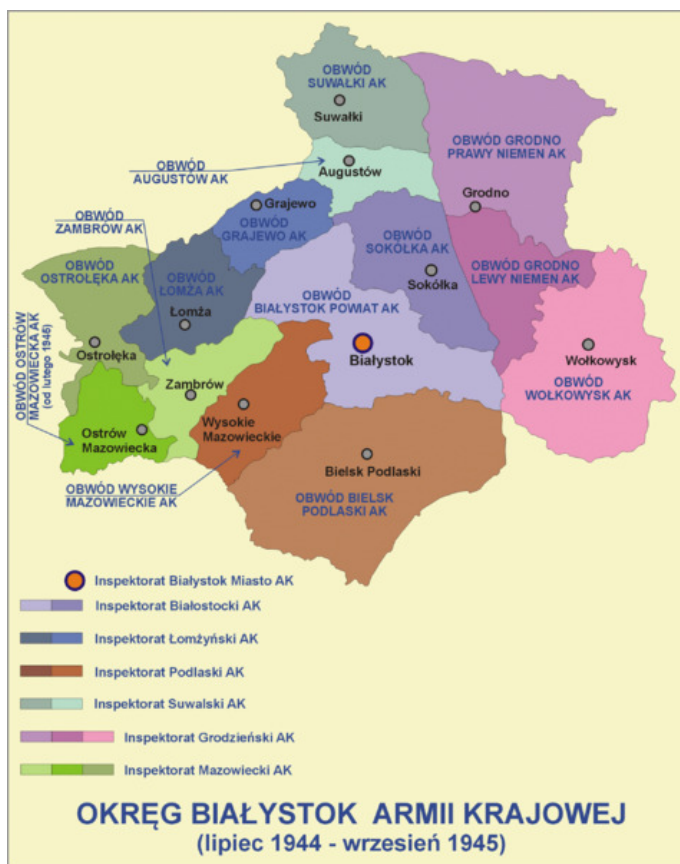 OBWÓD
SUWAŁKI AK
Suwałki
OBWÓD GRODNO
PRAWY NIEMEN AK
OBWÓD
AUGUSTÓW AK
Augustów
Grodno
OBWÓD
ZAMBRÓW AK
Grajewo
OBWÓD
GRAJEWO AK
OBWÓD
SOKÓŁKA AK
OBWÓD
OSTROŁĘKA AK
OBWÓD
ŁOMŻA AK
OBWÓD GRODNO
LEWY NIEMEN AK
Sokółka
OBWÓD
BIAŁYSTOK POWIAT AK
Łomża
OBWÓD OSTRÓW
MAZOWIECKA AK
(od lutego 1945)
Ostrołęka
Białystok
Wołkowysk
OBWÓD
WOŁKOWYSK AK
Zambrów
Wysokie
Mazowieckie
Ostrów
Mazowiecka
Bielsk Podlaski
OBWÓD WYSOKIE
MAZOWIECKIE AK
OBWÓD BIELSK
PODLASKI AK
Inspektorat Białystok Miasto AK
Inspektorat Białostocki AK
Inspektorat Łomżyński AK
Inspektorat Podlaski AK
Inspektorat Suwalski AK
Inspektorat Grodzieński AK
Inspektorat Mazowiecki AK
OKRĘG BIAŁYSTOK ARMII KRAJOWEJ
(lipiec 1944 - wrzesień 1945)